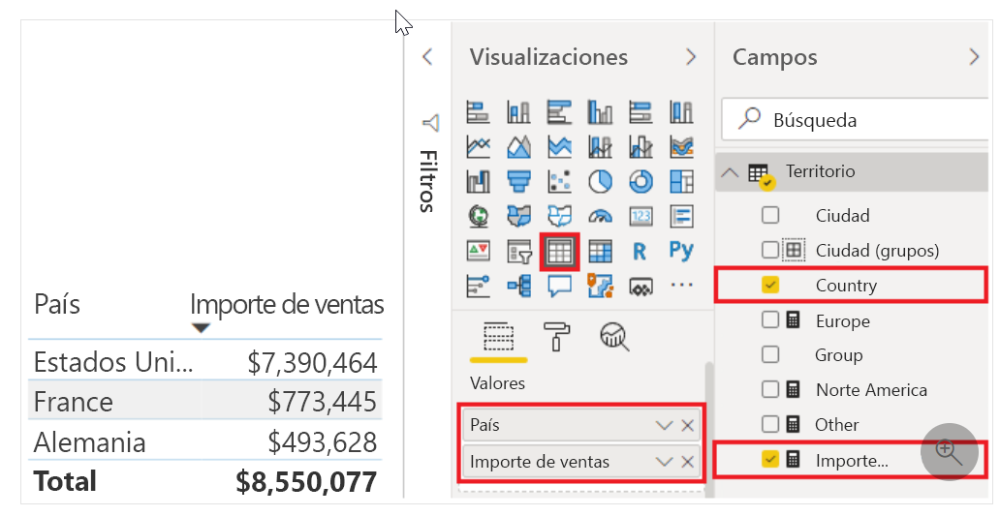 País Importe de ventas
Estados Uni... $7,390,464
France $773,445
Alemania $493,628
Total $8,550,077
Filtros
Visualizaciones
123
R Py
Valores
País
Importe de ventas
Campos
Búsqueda
Territorio
Ciudad
Ciudad (grupos)
Country
Europe
Group
Norte America
Other
Importe...